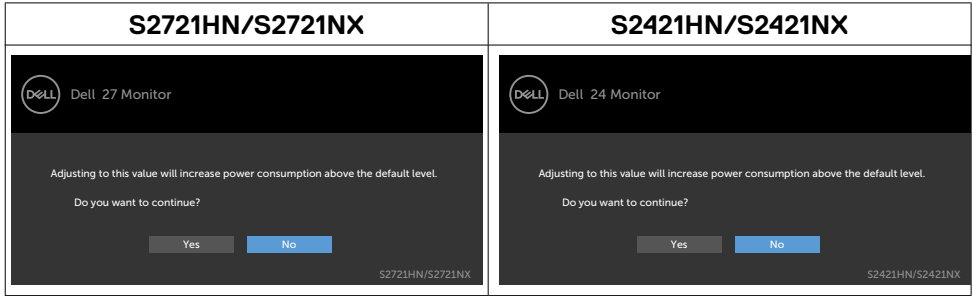 S2721HN/S2721NX
DELL
Dell 27 Monitor
Adjusting to this value will increase power consumption above the default level.
Do you want to continue?
Yes No
S2721HN/S2721NX
S2421HN/S2421NX
DELL
Dell 24 Monitor
Adjusting to this value will increase power consumption above the default level.
Do you want to continue?
Yes No
S2421HN/S2421NX